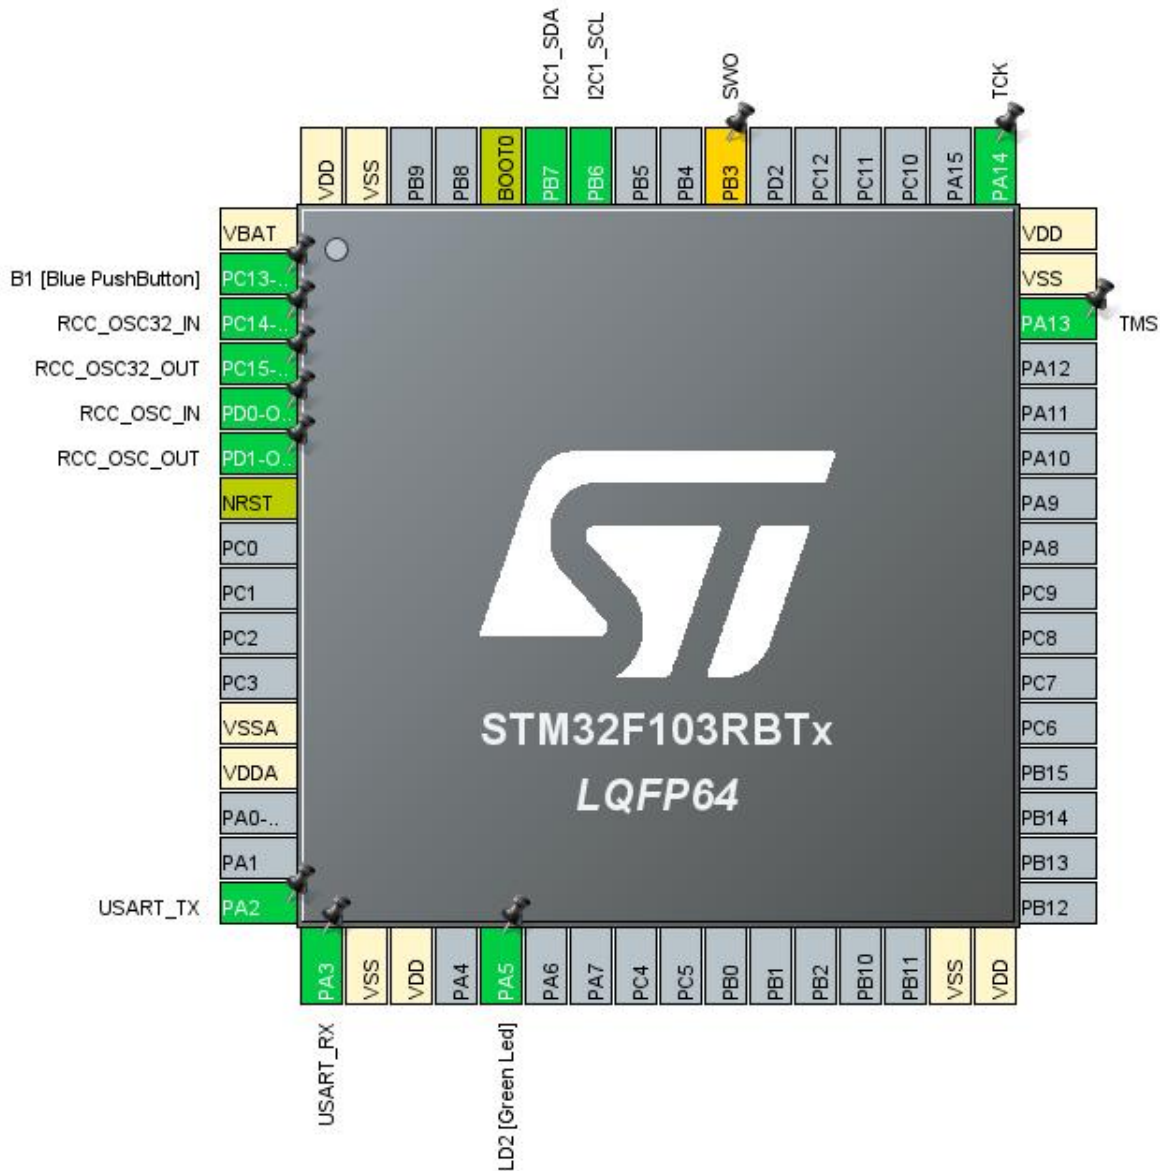 I2C1_SDA
I2C1_SCL
SWO
TCK
VDD
VSS
PB9
PB8
BOOT0
PB7
PB6
PB5
PB4
PB3
PD2
PC12
PC11
PC10
PA15
PA14
VBAT
B1 [Blue PushButton] PC13-..
RCC_OSC32_IN PC14-..
RCC_OSC32_OUT PC15-..
RCC_OSC_IN PD0-O..
RCC_OSC_OUT PD1-O..
NRST
PC0
PC1
PC2
PC3
VSSA
VDDA
PA0-..
PA1
USART_TX PA2
VDD
VSS
PA13 TMS
PA12
PA11
PA10
PA9
PA8
PC9
PC8
PC7
PC6
PB15
PB14
PB13
PB12
ST
STM32F103RBTx
LQFP64
PA3
VSS
VDD
PA4
PA5
PA6
PA7
PC4
PC5
PB0
PB1
PB2
PB10
PB11
VSS
VDD
USART_RX
LD2 [Green Led]